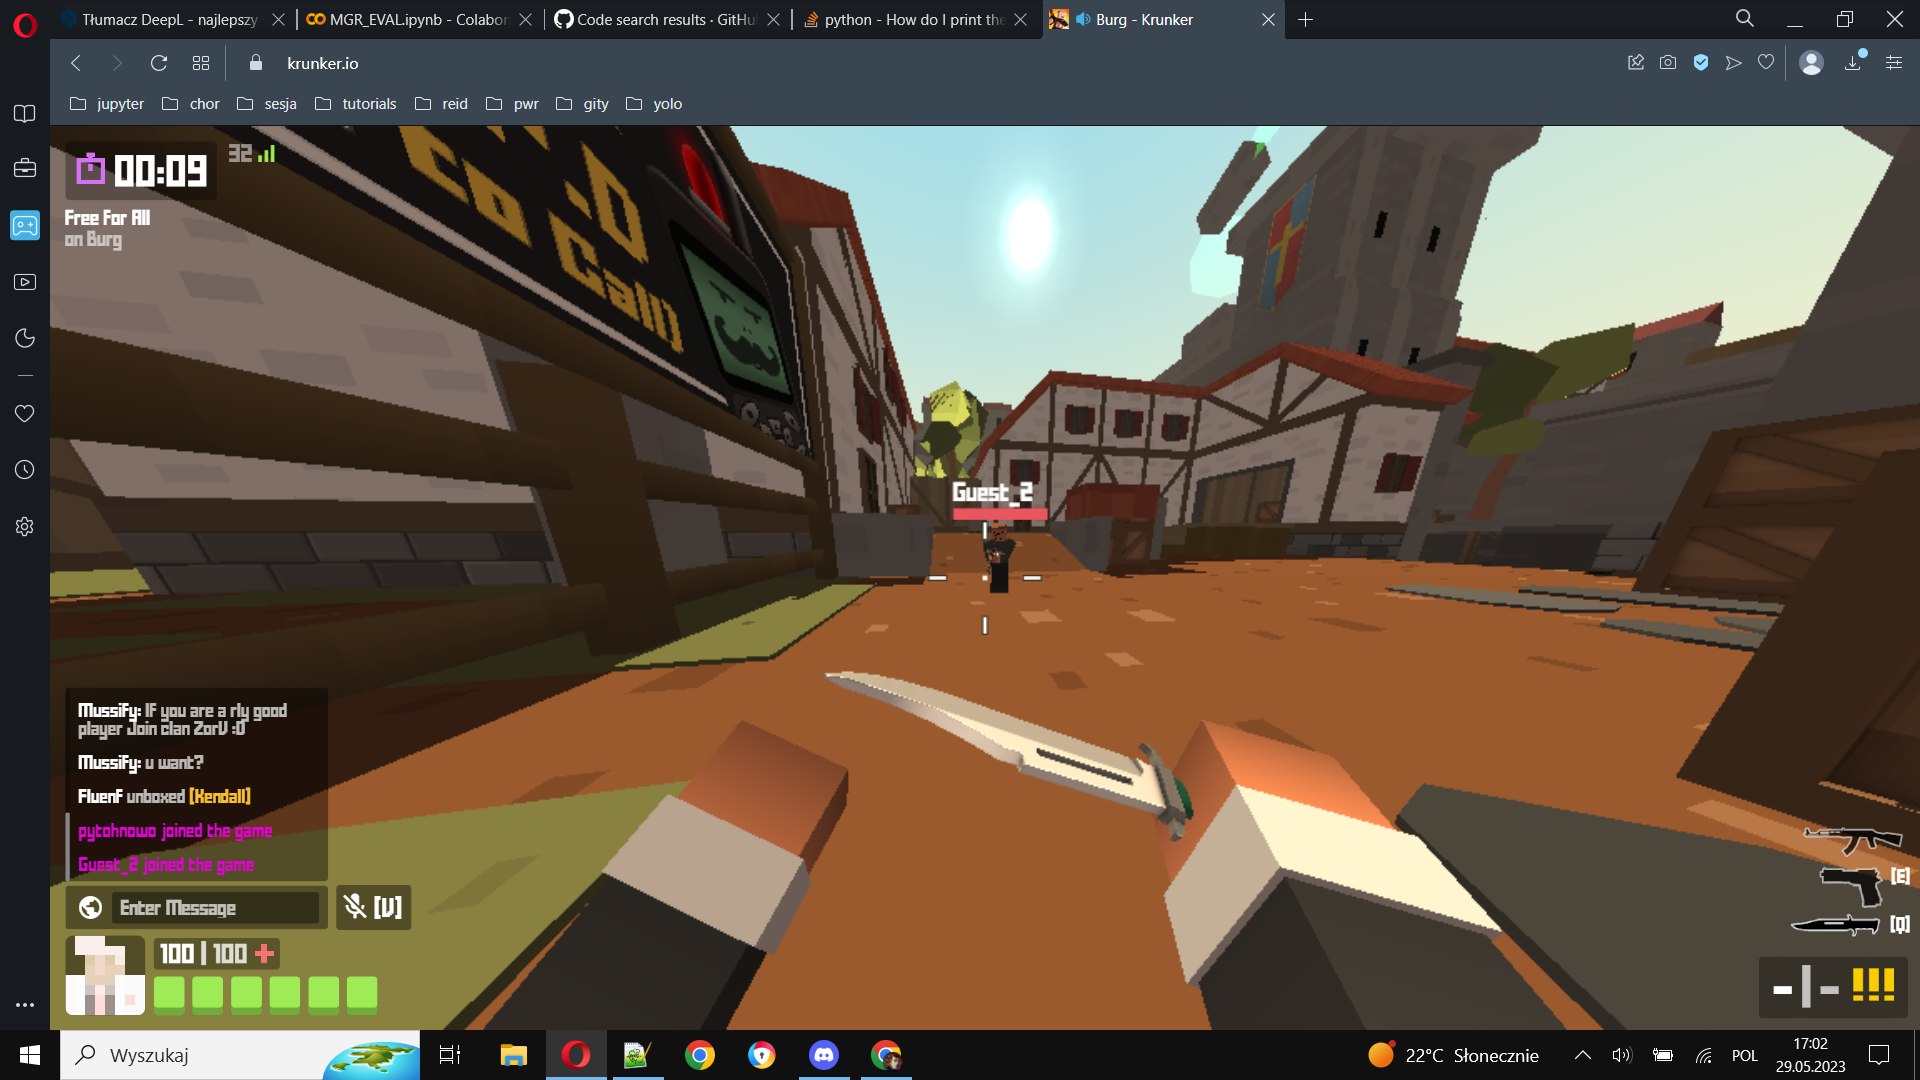 Tłumacz DeepL - najlepszy
MGR_EVAL.ipynb - Colabor
Code search results · GitHu
python - How do I print the
Burg - Krunker
krunker.io
jupyter
chor
sesja
tutorials
reid
pwr
gity
yolo
00:09
32
Free For All
on Burg
Co
Gain
Guest_2
Mussify: If you are a rly good
player Join clan ZorV :D
Mussify: u want?
FluenF unboxed [Kendall]
pytohnowo joined the game
Guest_2 joined the game
Enter Message
[V]
100 | 100 +
[E]
[Q]
- | - !!!
Wyszukaj
22°C Słonecznie
POL
17:02
29.05.2023